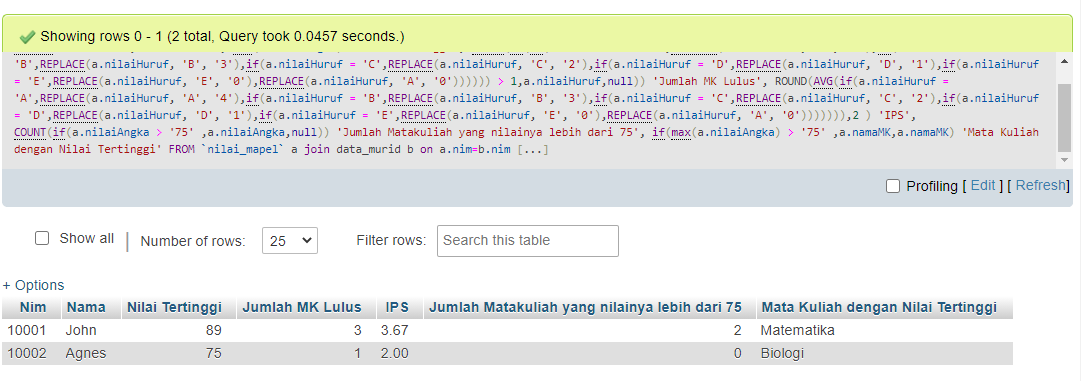 Showing rows 0 - 1 (2 total, Query took 0.0457 seconds.)
'B',REPLACE(a.nilaiHuruf, 'B', '3'),if(a.nilaiHuruf = 'C',REPLACE(a.nilaiHuruf, 'C', '2'),if(a.nilaiHuruf = 'D',REPLACE(a.nilaiHuruf, 'D', '1'),if(a.nilaiHuruf
= 'E',REPLACE(a.nilaiHuruf, 'E', '0'),REPLACE(a.nilaiHuruf, 'A', '0')))))) > 1,a.nilaiHuruf,null)) 'Jumlah MK Lulus', ROUND(AVG(if(a.nilaiHuruf =
'A',REPLACE(a.nilaiHuruf, 'A', '4'),if(a.nilaiHuruf = 'B',REPLACE(a.nilaiHuruf, 'B', '3'),if(a.nilaiHuruf = 'C',REPLACE(a.nilaiHuruf, 'C', '2'),if(a.nilaiHuruf
= 'D',REPLACE(a.nilaiHuruf, 'D', '1'),if(a.nilaiHuruf = 'E',REPLACE(a.nilaiHuruf, 'E', '0'),REPLACE(a.nilaiHuruf, 'A', '0'))))))),2 ) 'IPS',
COUNT(if(a.nilaiAngka > '75' ,a.nilaiAngka,null)) 'Jumlah Matakuliah yang nilainya lebih dari 75', if(max(a.nilaiAngka) > '75' ,a.namaMK,a.namaMK) 'Mata Kuliah
dengan Nilai Tertinggi' FROM `nilai_mapel` a join data_murid b on a.nim=b.nim [...]
Profiling [ Edit ] [ Refresh]
Show all | Number of rows: 25 Filter rows: Search this table
+ Options
Nim Nama Nilai Tertinggi Jumlah MK Lulus IPS Jumlah Matakuliah yang nilainya lebih dari 75 Mata Kuliah dengan Nilai Tertinggi
10001 John 89 3 3.67 2 Matematika
10002 Agnes 75 1 2.00 0 Biologi